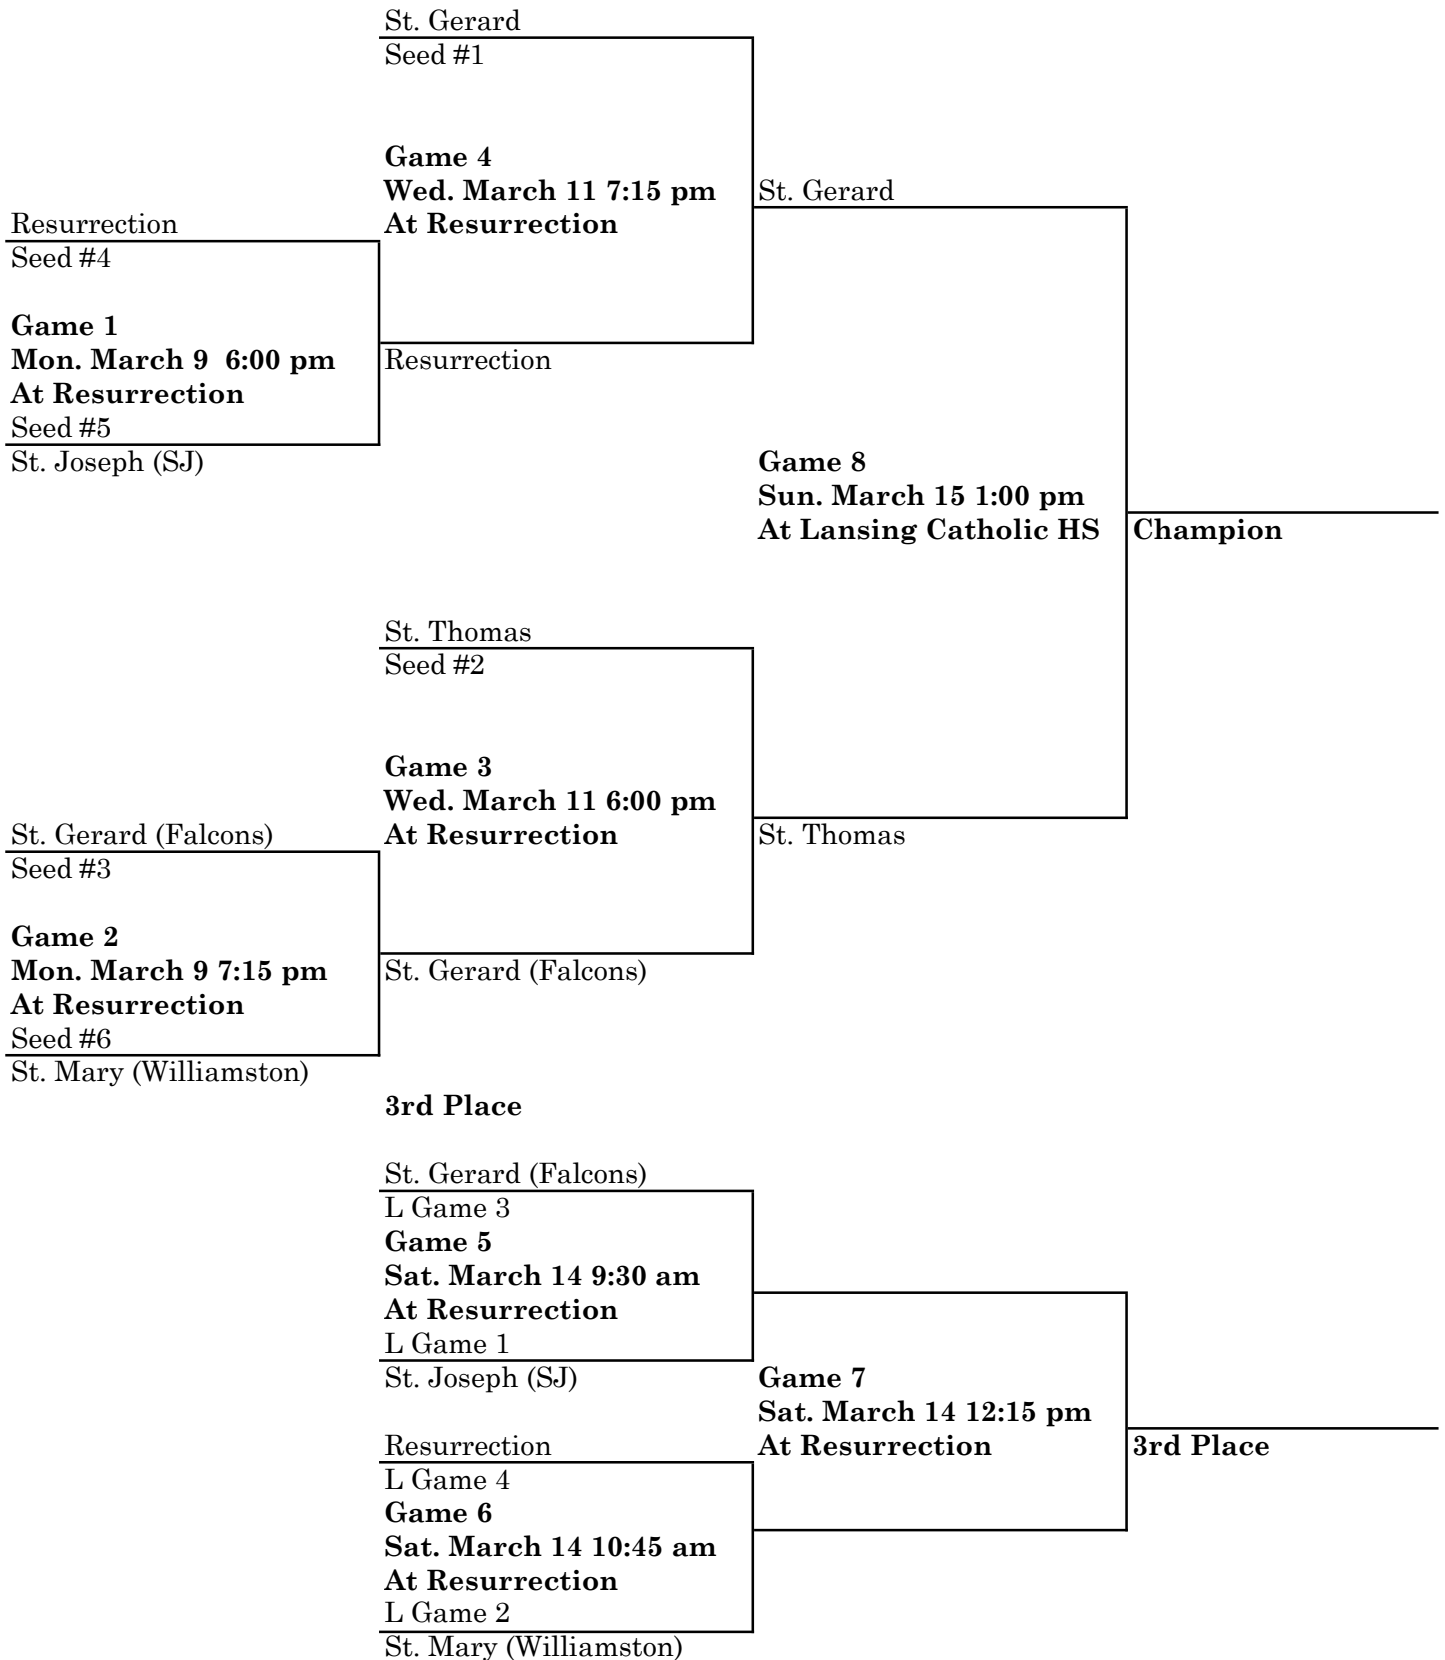 St. Gerard
Seed #1
Game 4
Wed. March 11 7:15 pm
At Resurrection
St. Gerard
Resurrection
Seed #4
Game 1
Mon. March 9  6:00 pm
At Resurrection
Seed #5
St. Joseph (SJ)
Resurrection
Game 8
Sun. March 15 1:00 pm
At Lansing Catholic HS
Champion
St. Thomas
Seed #2
Game 3
Wed. March 11 6:00 pm
At Resurrection
St. Thomas
St. Gerard (Falcons)
Seed #3
Game 2
Mon. March 9 7:15 pm
At Resurrection
Seed #6
St. Mary (Williamston)
St. Gerard (Falcons)
3rd Place
St. Gerard (Falcons)
L Game 3
Game 5
Sat. March 14 9:30 am
At Resurrection
L Game 1
St. Joseph (SJ)
Game 7
Sat. March 14 12:15 pm
At Resurrection
3rd Place
Resurrection
L Game 4
Game 6
Sat. March 14 10:45 am
At Resurrection
L Game 2
St. Mary (Williamston)